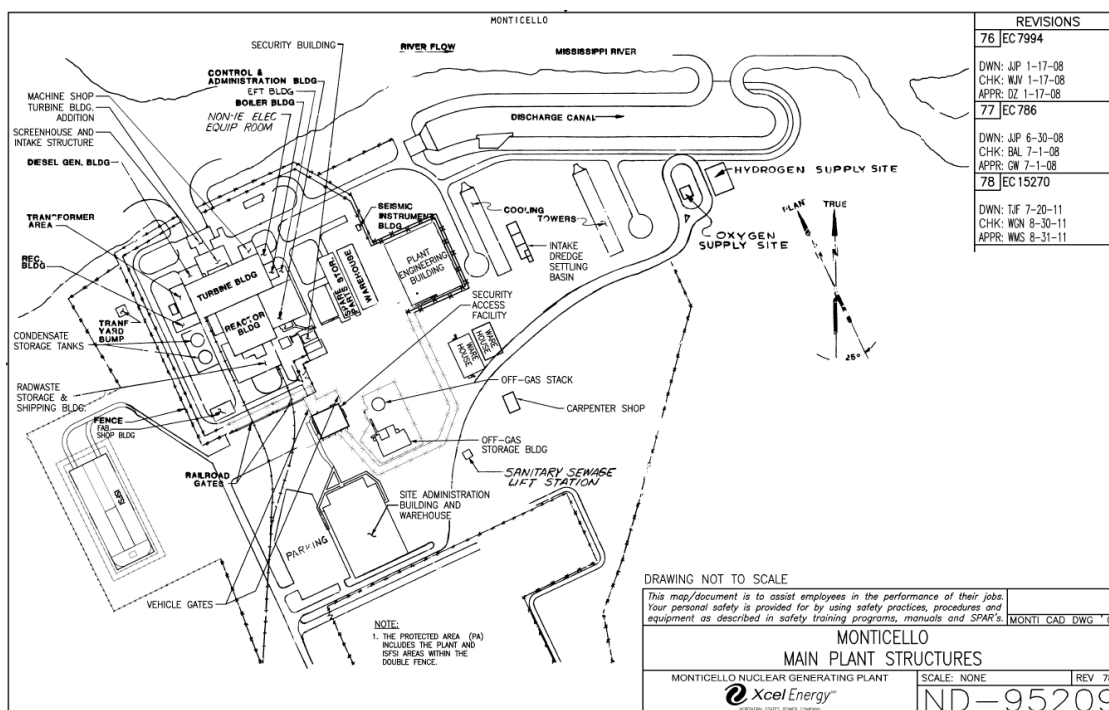 MONTICELLO
RIVER FLOW
MISSISSIPPI RIVER
SECURITY BUILDING
CONTROL &
ADMINISTRATION BLDG
EFT BLDG
BOILER BLDG
NON-IE ELEC
EQUIP ROOM
MACHINE SHOP
TURBINE BLDG.
ADDITION
SCREENHOUSE AND
INTAKE STRUCTURE
DIESEL GEN. BLDG
DISCHARGE CANAL
HYDROGEN SUPPLY SITE
TRANSFORMER
AREA
SEISMIC
INSTRUMENT
BLDG
COOLING
TOWERS
OXYGEN
SUPPLY SITE
INTAKE
DREDGE
SETTLING
BASIN
PLAN
TRUE
25°
REC.
BLDG
TURBINE BLDG
SPARE
PARTS STOR
WAREHOUSE
PLANT
ENGINEERING
BUILDING
REACTOR
BLDG
SECURITY
ACCESS
FACILITY
TRANF
YARD
SUMP
CONDENSATE
STORAGE TANKS
WARE
HOUSE
WARE
HOUSE
RADWASTE
STORAGE &
SHIPPING BLDG.
OFF-GAS STACK
CARPENTER SHOP
FENCE
FAB.
SHOP BLDG
OFF-GAS
STORAGE BLDG
RAILROAD
GATES
SANITARY SEWAGE
LIFT STATION
ISFSI
SITE ADMINISTRATION
BUILDING AND
WAREHOUSE
PARKING
VEHICLE GATES
NOTE:
1. THE PROTECTED AREA (PA)
INCLUDES THE PLANT AND
ISFSI AREAS WITHIN THE
DOUBLE FENCE.
REVISIONS
76 EC7994
DWN: JJP 1-17-08
CHK: WJV 1-17-08
APPR: DZ 1-17-08
77 EC786
DWN: JJP 6-30-08
CHK: BAL 7-1-08
APPR: GW 7-1-08
78 EC15270
DWN: TJF 7-20-11
CHK: WGN 8-30-11
APPR: WMS 8-31-11
DRAWING NOT TO SCALE
This map/document is to assist employees in the performance of their jobs.
Your personal safety is provided for by using safety practices, procedures and
equipment as described in safety training programs, manuals and SPAR's.
MONTI CAD DWG
MONTICELLO
MAIN PLANT STRUCTURES
MONTICELLO NUCLEAR GENERATING PLANT
Xcel Energy
NORTHERN STATES POWER COMPANY
SCALE: NONE
REV 78
ND-95209